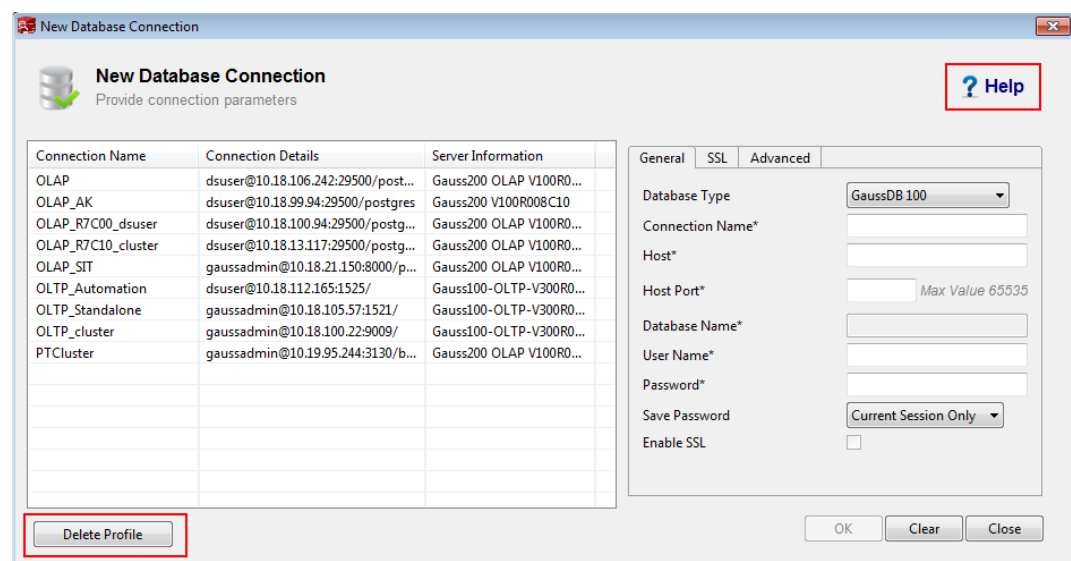 New Database Connection
New Database Connection
Provide connection parameters
? Help
Connection Name Connection Details Server Information
OLAP dsuser@10.18.106.242:29500/post... Gauss200 OLAP V100R0...
OLAP_AK dsuser@10.18.99.94:29500/postgres Gauss200 V100R008C10
OLAP_R7C00_dsuser dsuser@10.18.100.94:29500/postg... Gauss200 OLAP V100R0...
OLAP_R7C10_cluster dsuser@10.18.13.117:29500/postg... Gauss200 OLAP V100R0...
OLAP_SIT gaussadmin@10.18.21.150:8000/p... Gauss200 OLAP V100R0...
OLTP_Automation dsuser@10.18.112.165:1525/ Gauss100-OLTP-V300R0...
OLTP_Standalone gaussadmin@10.18.105.57:1521/ Gauss100-OLTP-V300R0...
OLTP_cluster gaussadmin@10.18.100.22:9009/ Gauss100-OLTP-V300R0...
PTCluster gaussadmin@10.19.95.244:3130/b... Gauss200 OLAP V100R0...
General SSL Advanced
Database Type GaussDB 100
Connection Name*
Host*
Host Port* Max Value 65535
Database Name*
User Name*
Password*
Save Password Current Session Only
Enable SSL
Delete Profile
OK Clear Close